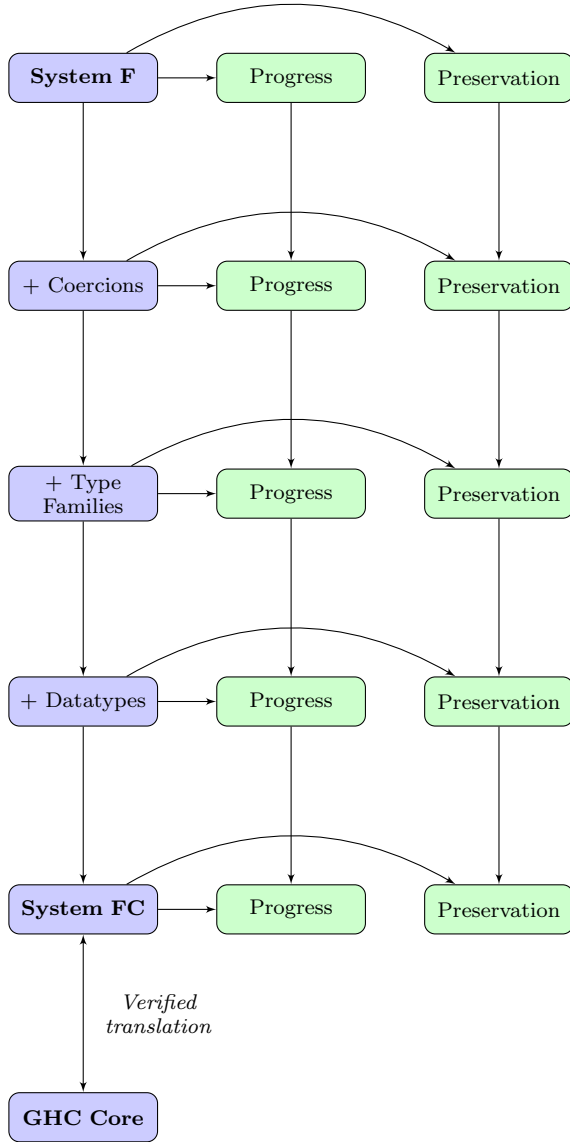 System F
Progress
Preservation
+ Coercions
Progress
Preservation
+ Type
Families
Progress
Preservation
+ Datatypes
Progress
Preservation
System FC
Progress
Preservation
Verified
translation
GHC Core